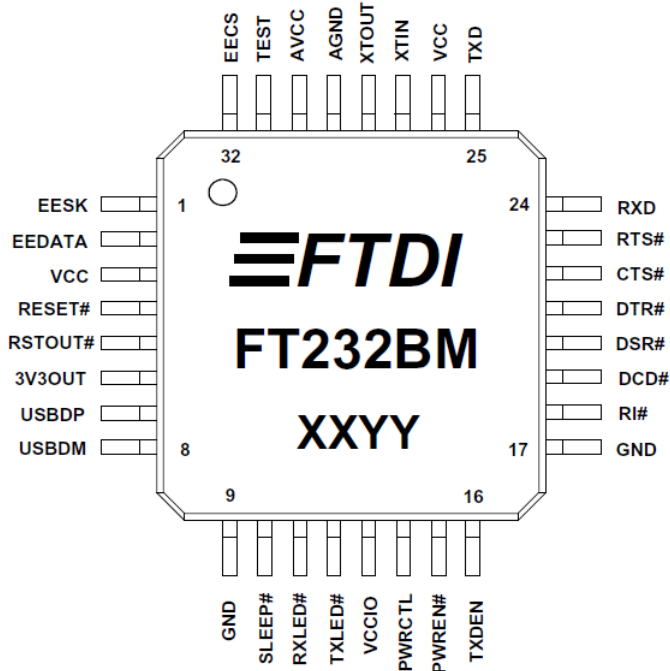 EECS
TEST
AVCC
AGND
XTOUT
XTIN
VCC
TXD
32
25
EESK
1
24
RXD
EEDATA
RTS#
VCC
CTS#
RESET#
DTR#
RSTOUT#
DSR#
3V3OUT
DCD#
USBDP
RI#
USBDM
8
17
GND
FTDI
FT232BM
XXYY
9
16
GND
SLEEP#
RXLED#
TXLED#
VCCIO
PWRCTL
PWREN#
TXDEN